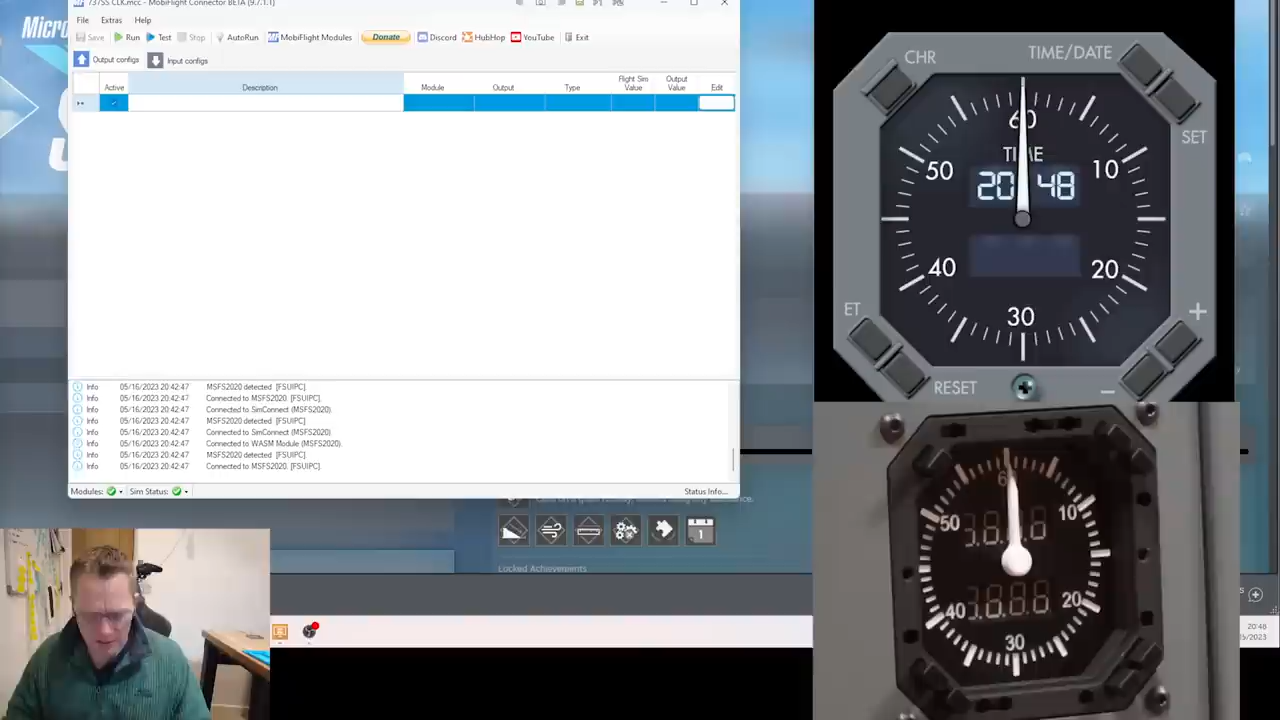 737SS CLK.mcc - MobiFlight Connector BETA (9.7.1.1)
Micro
File Extras Help
Save Run Test Stop AutoRun MobiFlight Modules Donate Discord HubHop YouTube Exit
Output configs Input configs
Active Description Module Output Type Flight Sim Value Output Value Edit
Info 05/16/2023 20:42:47 MSFS2020 detected [FSUIPC]
Info 05/16/2023 20:42:47 Connected to MSFS2020. [FSUIPC].
Info 05/16/2023 20:42:47 Connected to SimConnect (MSFS2020).
Info 05/16/2023 20:42:47 MSFS2020 detected [FSUIPC]
Info 05/16/2023 20:42:47 Connected to SimConnect (MSFS2020).
Info 05/16/2023 20:42:47 Connected to WASM Module (MSFS2020).
Info 05/16/2023 20:42:47 MSFS2020 detected [FSUIPC]
Info 05/16/2023 20:42:47 Connected to MSFS2020. [FSUIPC].
Modules: Sim Status: Status Info...
1
Locked Achievements
CHR TIME/DATE
SET
60
TIME
20 48
50 10
40 20
30
ET +
RESET −
50 10
40 20
30
20:48